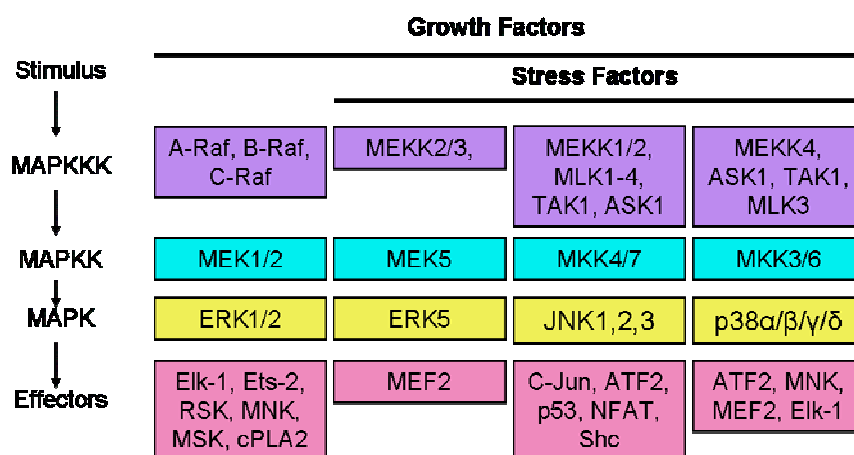 Growth Factors
Stimulus
Stress Factors
MAPKKK
A-Raf, B-Raf,
C-Raf
MEKK2/3,
MEKK1/2,
MLK1-4,
TAK1, ASK1
MEKK4,
ASK1, TAK1,
MLK3
MAPKK
MEK1/2
MEK5
MKK4/7
MKK3/6
MAPK
ERK1/2
ERK5
JNK1,2,3
p38α/β/γ/δ
Effectors
Elk-1, Ets-2,
RSK, MNK,
MSK, cPLA2
MEF2
C-Jun, ATF2,
p53, NFAT,
Shc
ATF2, MNK,
MEF2, Elk-1